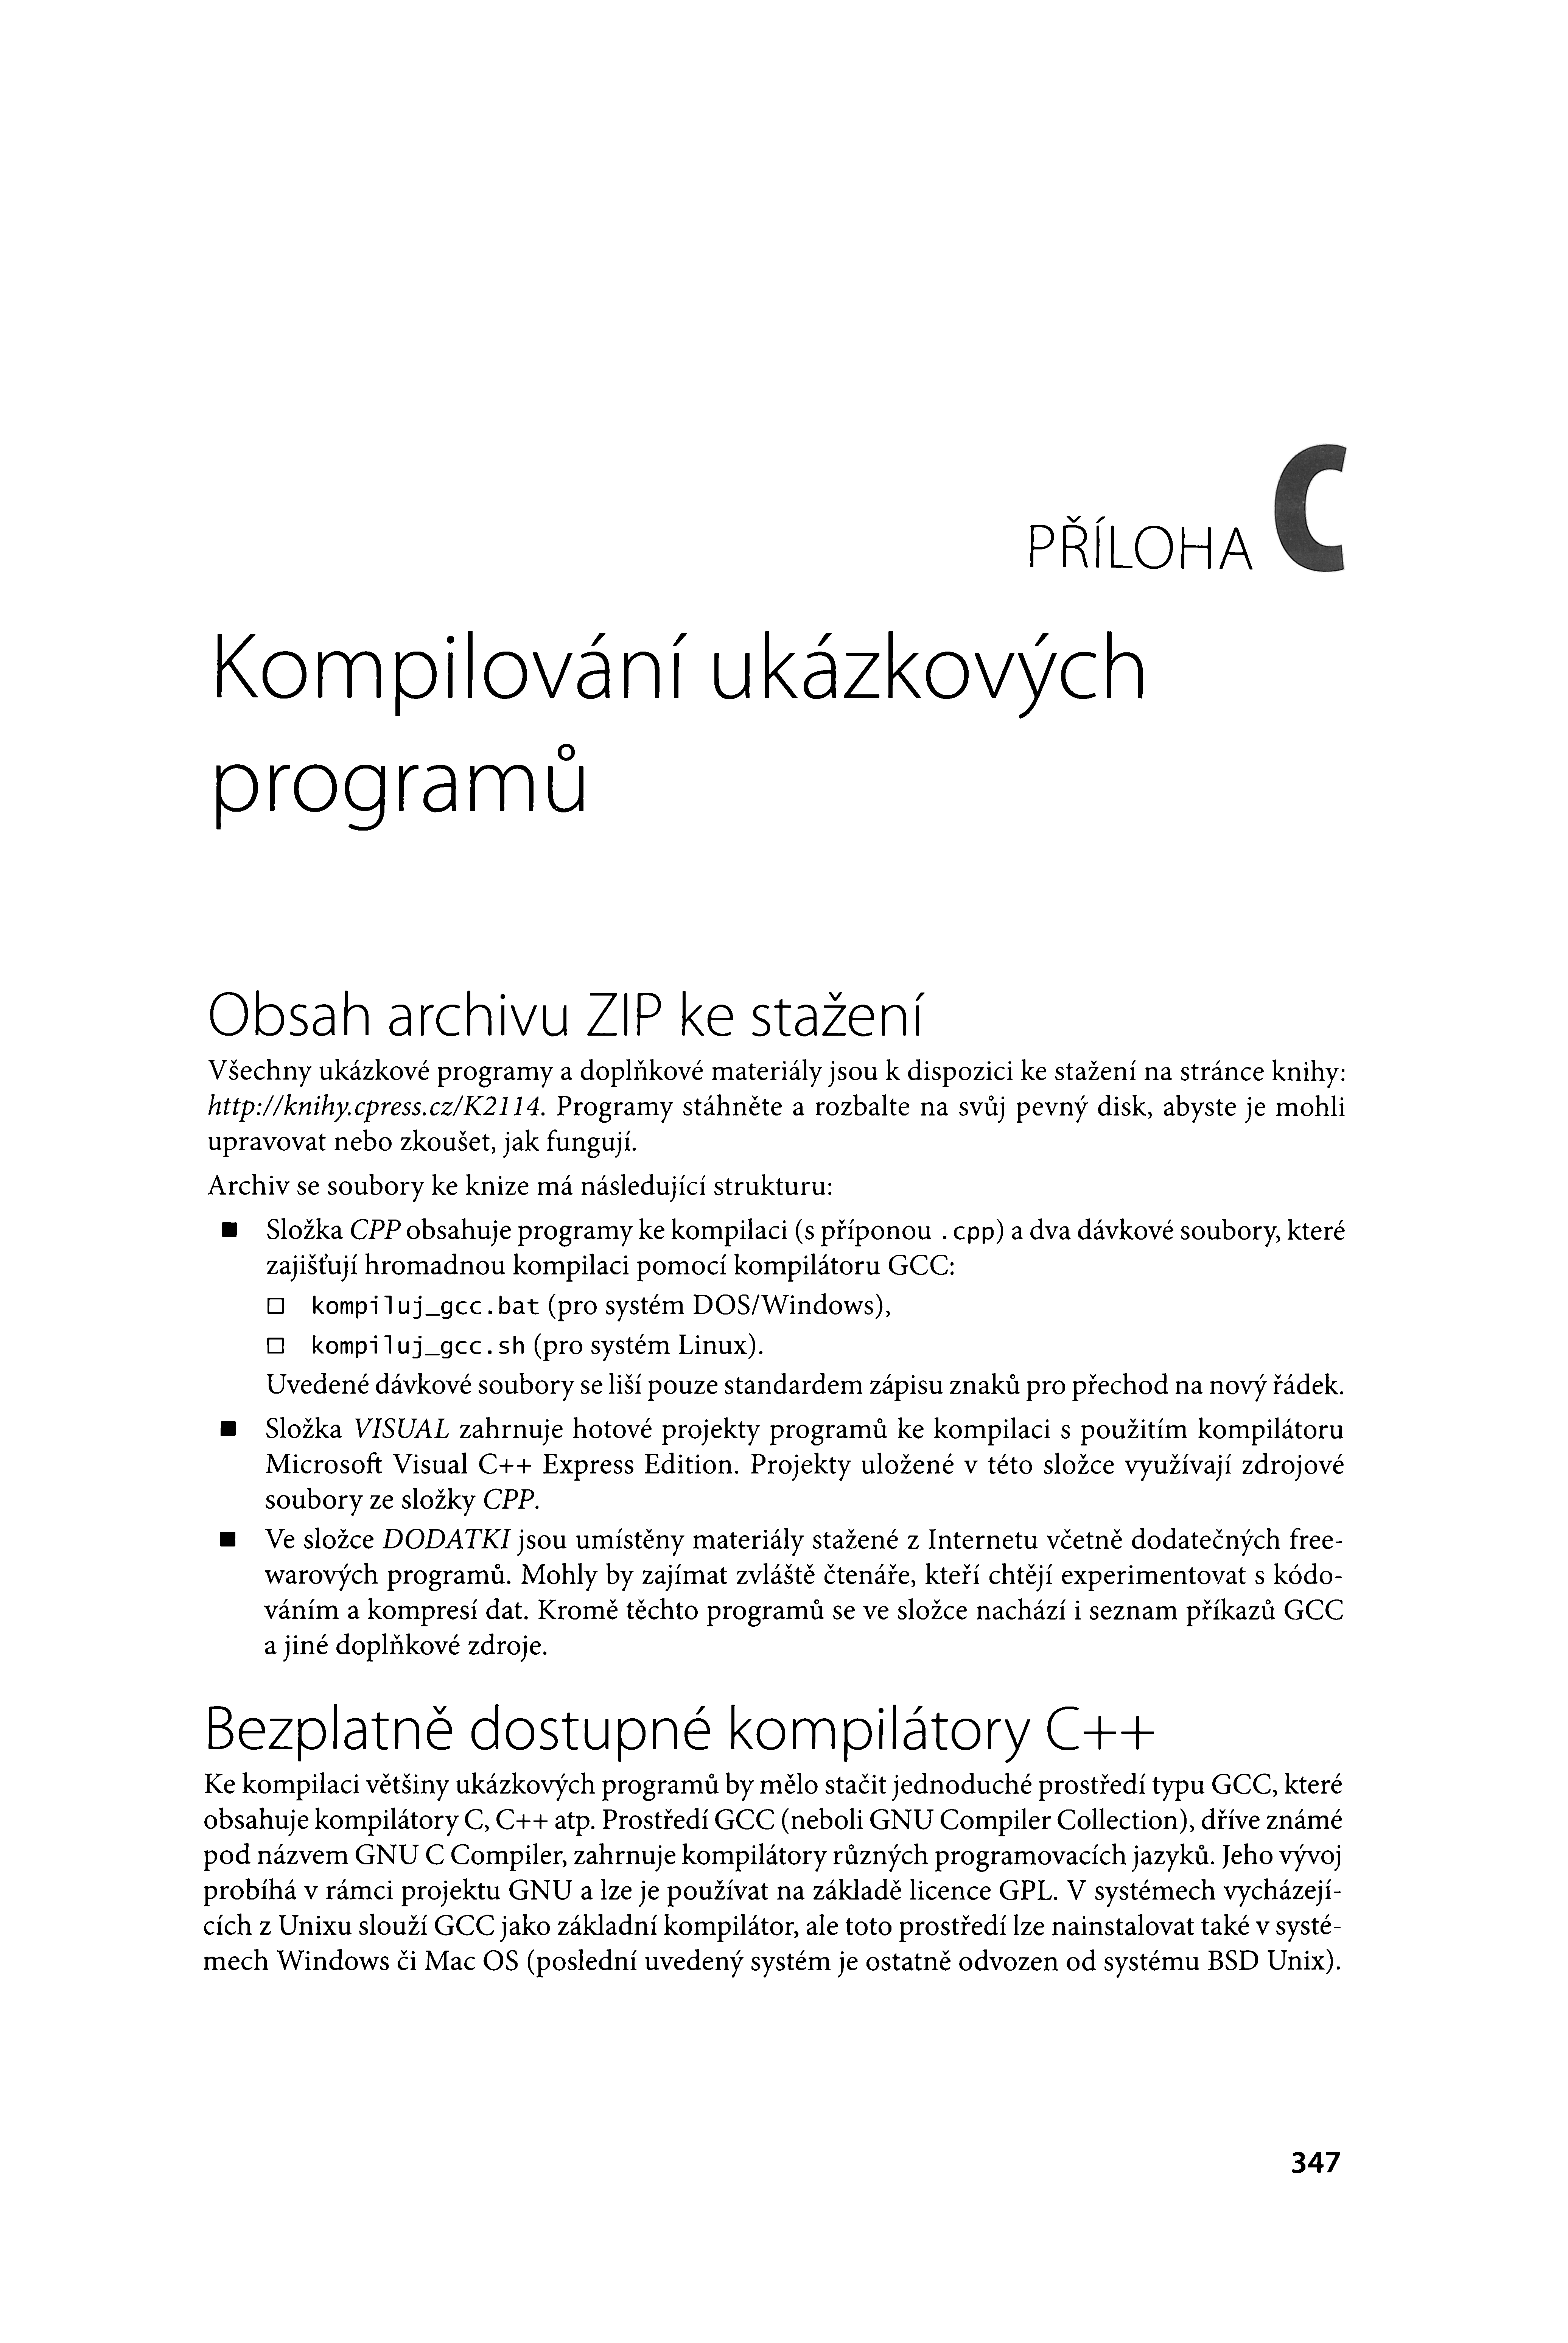 PŘÍLOHA C
Kompilování ukázkových
programů
Obsah archivu ZIP ke stažení
Všechny ukázkové programy a doplňkové materiály jsou k dispozici ke stažení na stránce knihy:
http://knihy.cpress.cz/K2114. Programy stáhněte a rozbalte na svůj pevný disk, abyste je mohli
upravovat nebo zkoušet, jak fungují.
Archiv se soubory ke knize má následující strukturu:
■ Složka CPP obsahuje programy ke kompilaci (s příponou .cpp) a dva dávkové soubory, které
zajišťují hromadnou kompilaci pomocí kompilátoru GCC:
□ kompiluj_gcc.bat (pro systém DOS/Windows),
□ kompiluj_gcc.sh (pro systém Linux).
Uvedené dávkové soubory se liší pouze standardem zápisu znaků pro přechod na nový řádek.
■ Složka VISUAL zahrnuje hotové projekty programů ke kompilaci s použitím kompilátoru
Microsoft Visual C++ Express Edition. Projekty uložené v této složce využívají zdrojové
soubory ze složky CPP.
■ Ve složce DODATKI jsou umístěny materiály stažené z Internetu včetně dodatečných free-
warových programů. Mohly by zajímat zvláště čtenáře, kteří chtějí experimentovat s kódo-
váním a kompresí dat. Kromě těchto programů se ve složce nachází i seznam příkazů GCC
a jiné doplňkové zdroje.
Bezplatně dostupné kompilátory C++
Ke kompilaci většiny ukázkových programů by mělo stačit jednoduché prostředí typu GCC, které
obsahuje kompilátory C, C++ atp. Prostředí GCC (neboli GNU Compiler Collection), dříve známé
pod názvem GNU C Compiler, zahrnuje kompilátory různých programovacích jazyků. Jeho vývoj
probíhá v rámci projektu GNU a lze je používat na základě licence GPL. V systémech vycházejí-
cích z Unixu slouží GCC jako základní kompilátor, ale toto prostředí lze nainstalovat také v systé-
mech Windows či Mac OS (poslední uvedený systém je ostatně odvozen od systému BSD Unix).
347